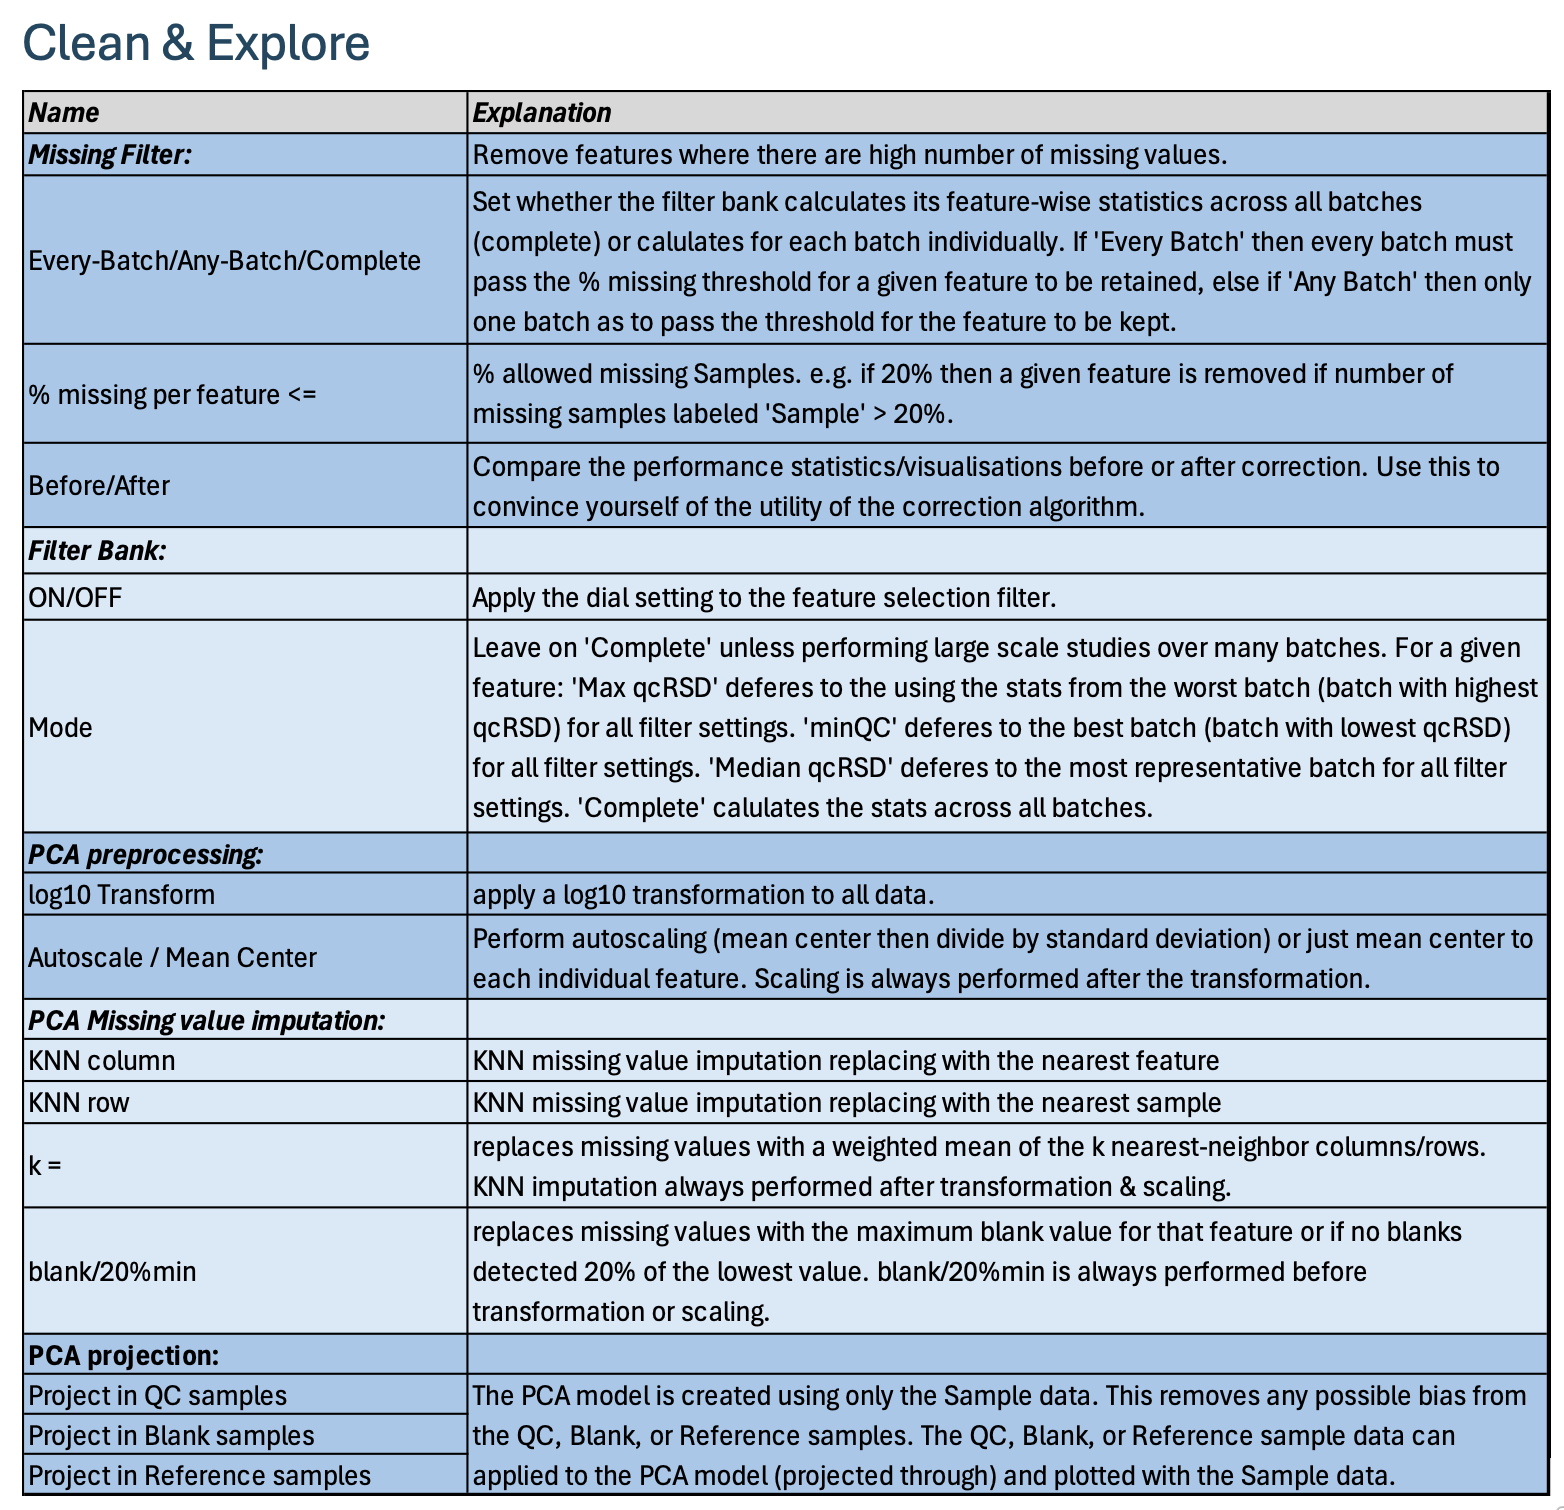 Clean & Explore
Name
Explanation
Missing Filter:
Remove features where there are high number of missing values.
Every-Batch/Any-Batch/Complete
Set whether the filter bank calculates its feature-wise statistics across all batches
(complete) or calulates for each batch individually. If 'Every Batch' then every batch must
pass the % missing threshold for a given feature to be retained, else if 'Any Batch' then only
one batch as to pass the threshold for the feature to be kept.
% missing per feature <=
% allowed missing Samples. e.g. if 20% then a given feature is removed if number of
missing samples labeled 'Sample' > 20%.
Before/After
Compare the performance statistics/visualisations before or after correction. Use this to
convince yourself of the utility of the correction algorithm.
Filter Bank:
ON/OFF
Apply the dial setting to the feature selection filter.
Mode
Leave on 'Complete' unless performing large scale studies over many batches. For a given
feature: 'Max qcRSD' deferes to the using the stats from the worst batch (batch with highest
qcRSD) for all filter settings. 'minQC' deferes to the best batch (batch with lowest qcRSD)
for all filter settings. 'Median qcRSD' deferes to the most representative batch for all filter
settings. 'Complete' calulates the stats across all batches.
PCA preprocessing:
log10 Transform
apply a log10 transformation to all data.
Autoscale / Mean Center
Perform autoscaling (mean center then divide by standard deviation) or just mean center to
each individual feature. Scaling is always performed after the transformation.
PCA Missing value imputation:
KNN column
KNN missing value imputation replacing with the nearest feature
KNN row
KNN missing value imputation replacing with the nearest sample
k =
replaces missing values with a weighted mean of the k nearest-neighbor columns/rows.
KNN imputation always performed after transformation & scaling.
blank/20%min
replaces missing values with the maximum blank value for that feature or if no blanks
detected 20% of the lowest value. blank/20%min is always performed before
transformation or scaling.
PCA projection:
Project in QC samples
Project in Blank samples
Project in Reference samples
The PCA model is created using only the Sample data. This removes any possible bias from
the QC, Blank, or Reference samples. The QC, Blank, or Reference sample data can
applied to the PCA model (projected through) and plotted with the Sample data.